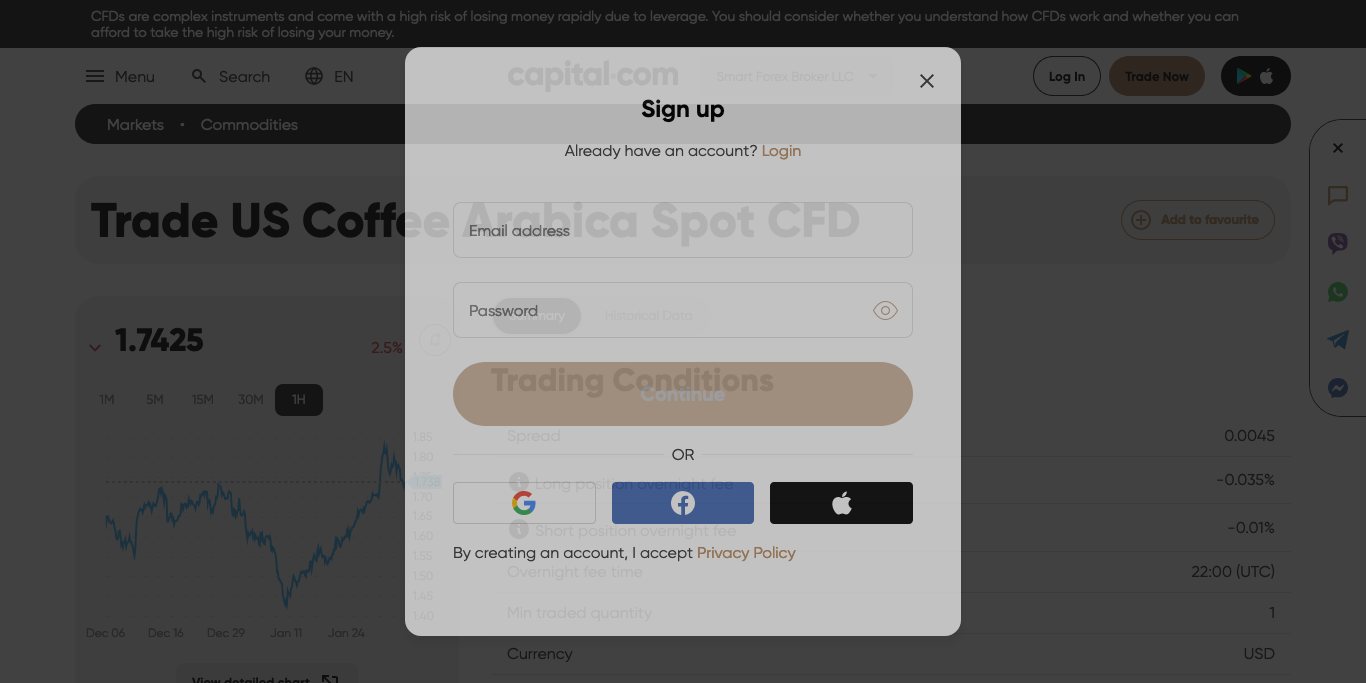 CFDs are complex instruments and come with a high risk of losing money rapidly due to leverage. You should consider whether you understand how CFDs work and whether you can
afford to take the high risk of losing your money.
Menu
Search
EN
capital.com
Smart Forex Broker LLC
Log In
Trade Now
Markets • Commodities
Sign up
Already have an account? Login
Trade US Coffee Arabica Spot CFD
Add to favourite
Email address
Password
Summary
Historical Data
1.7425
2.5%
1M 5M 15M 30M 1H
Continue
Trading Conditions
OR
By creating an account, I accept Privacy Policy
1.85
1.80
1.70
1.65
1.60
1.55
1.50
1.45
1.40
Dec 06 Dec 16 Dec 29 Jan 11 Jan 24
View detailed chart
Spread 0.0045
Long position overnight fee -0.035%
Short position overnight fee -0.01%
Overnight fee time 22:00 (UTC)
Min traded quantity 1
Currency USD